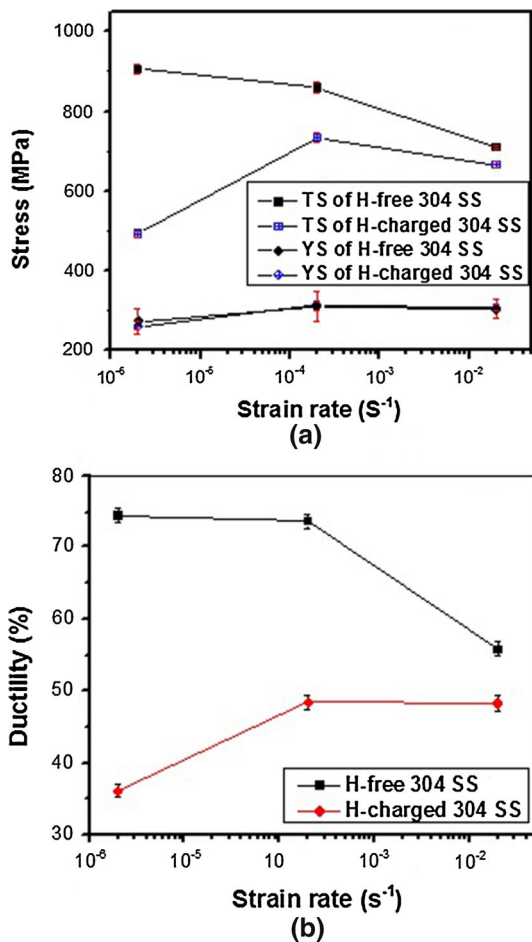 1000
800
600
400
200
Stress (MPa)
TS of H-free 304 SS
TS of H-charged 304 SS
YS of H-free 304 SS
YS of H-charged 304 SS
10-6
10-5
10-4
10-3
10-2
Strain rate (S-1)
(a)
80
70
60
50
40
30
Ductility (%)
H-free 304 SS
H-charged 304 SS
10-6
10-5
10-4
10-3
10-2
Strain rate (s-1)
(b)